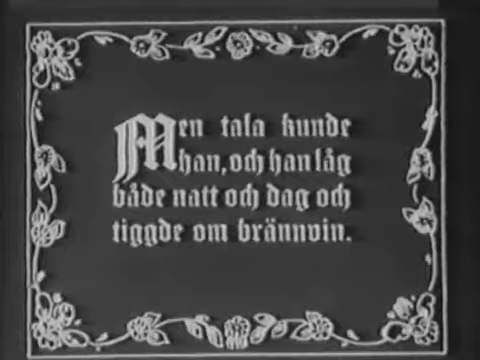 Men tala kunde
han, och han låg
både natt och dag och
tiggde om brännvin.